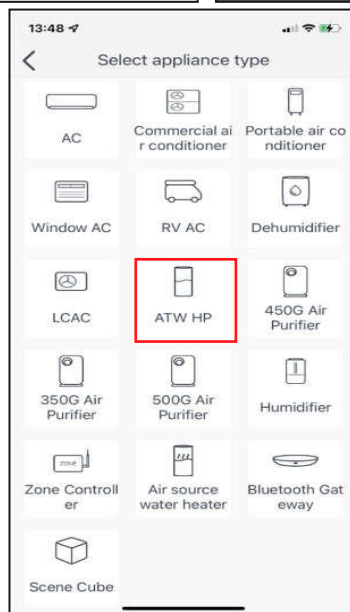 13:48
Select appliance type
AC
Commercial ai
r conditioner
Portable air co
nditioner
Window AC
RV AC
Dehumidifier
LCAC
ATW HP
450G Air
Purifier
350G Air
Purifier
500G Air
Purifier
Humidifier
ZONE
Zone Controll
er
Air source
water heater
Bluetooth Gat
eway
Scene Cube